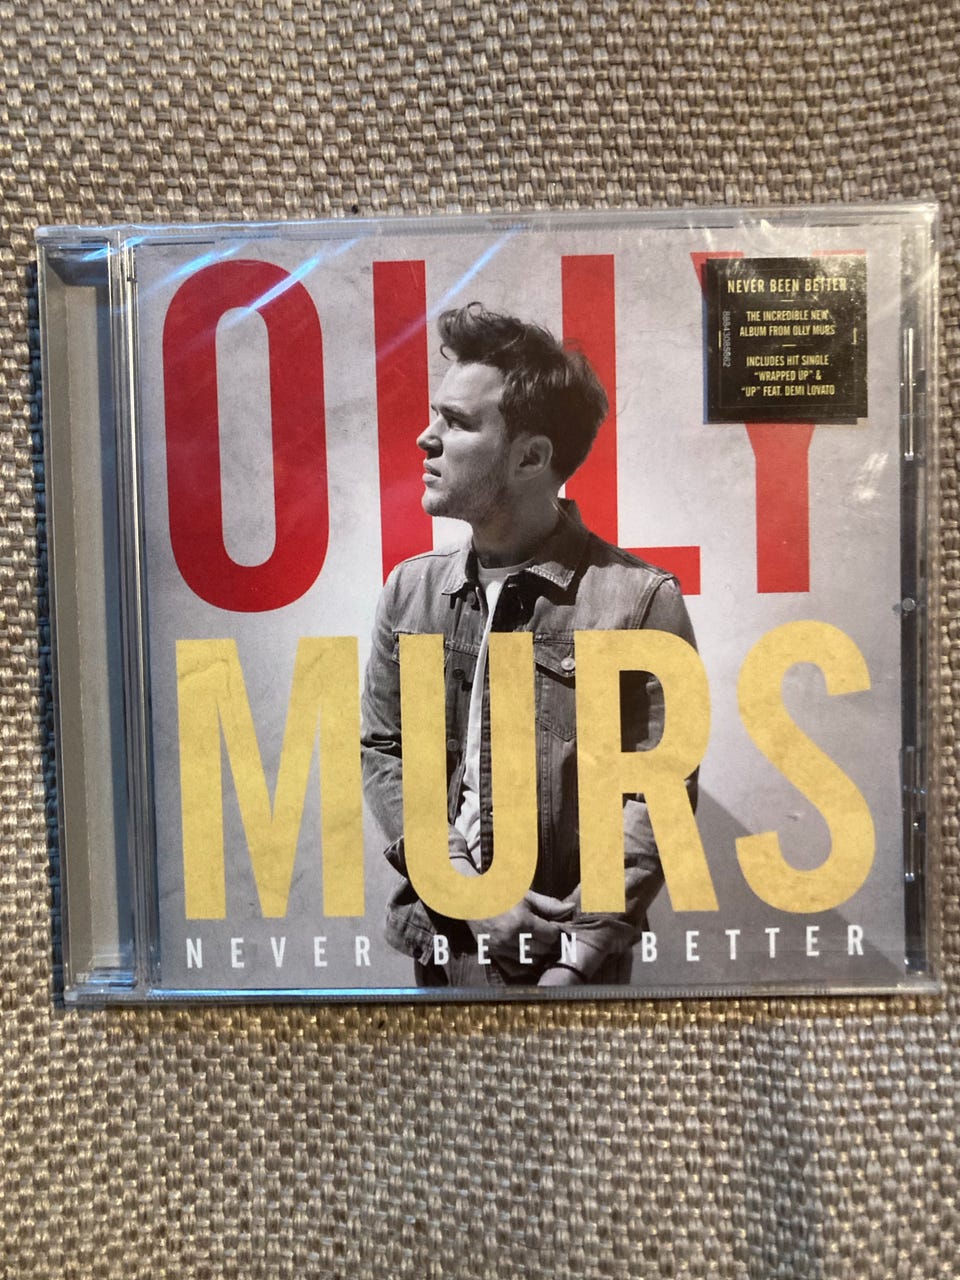 OLLY
MURS
NEVER BEEN BETTER
NEVER BEEN BETTER
THE INCREDIBLE NEW
ALBUM FROM OLLY MURS
INCLUDES HIT SINGLE
"WRAPPED UP" &
"UP" FEAT. DEMI LOVATO